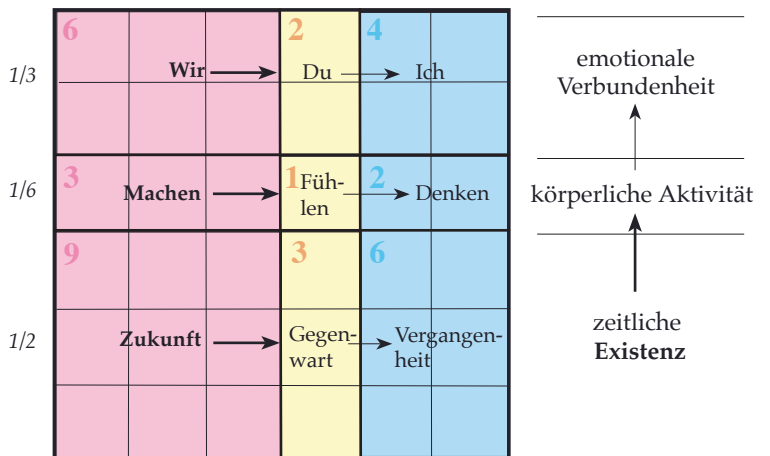 6 2 4
1/3 Wir Du Ich
emotionale
Verbundenheit
3 1 2
1/6 Machen Füh-
len Denken
körperliche Aktivität
9 3 6
1/2 Zukunft Gegen-
wart Vergangen-
heit
zeitliche
Existenz